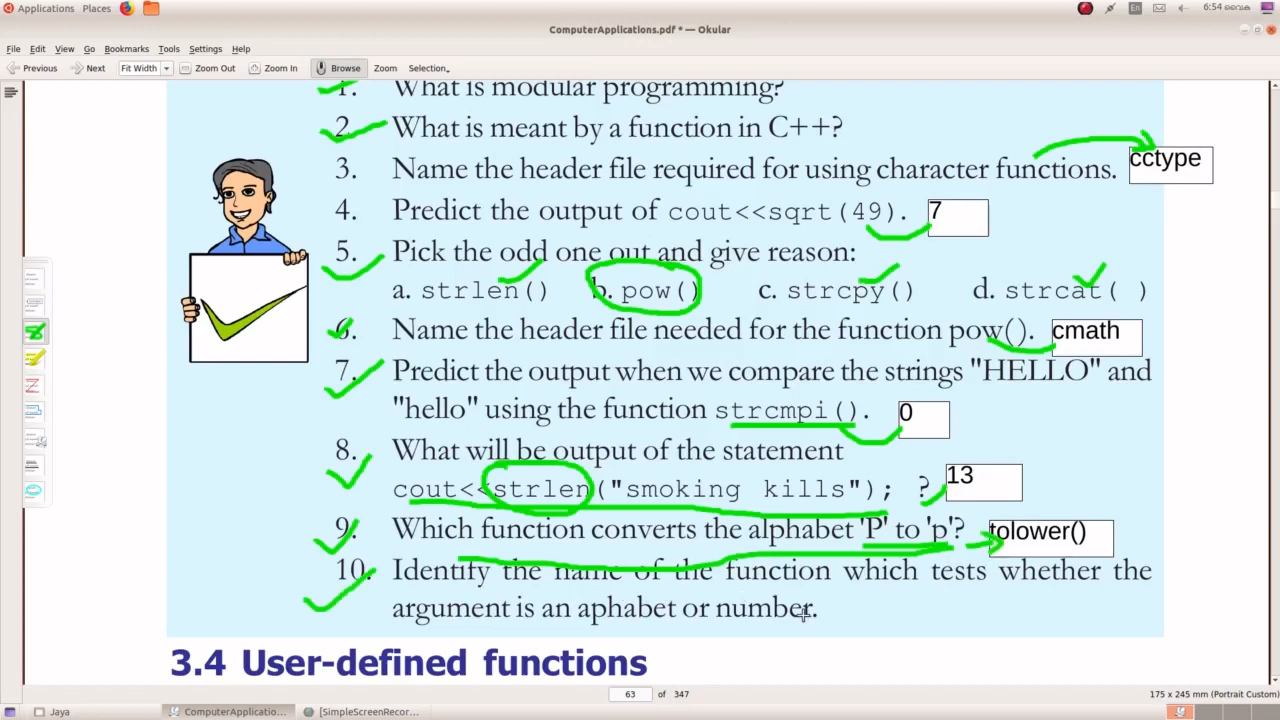 Applications Places En 6:54 വൈകു
ComputerApplications.pdf * — Okular
File Edit View Go Bookmarks Tools Settings Help
Previous Next Fit Width Zoom Out Zoom In Browse Zoom Selection
1. What is modular programming?
2. What is meant by a function in C++?
3. Name the header file required for using character functions. cctype
4. Predict the output of cout<<sqrt(49). 7
5. Pick the odd one out and give reason:
a. strlen() b. pow() c. strcpy() d. strcat( )
6. Name the header file needed for the function pow(). cmath
7. Predict the output when we compare the strings "HELLO" and
"hello" using the function strcmpi(). 0
8. What will be output of the statement
cout<<strlen("smoking kills"); ? 13
9. Which function converts the alphabet 'P' to 'p'? tolower()
10. Identify the name of the function which tests whether the
argument is an aphabet or number.
3.4 User-defined functions
63 of 347 175 x 245 mm (Portrait Custom)
Jaya ComputerApplicatio... [SimpleScreenRecor...